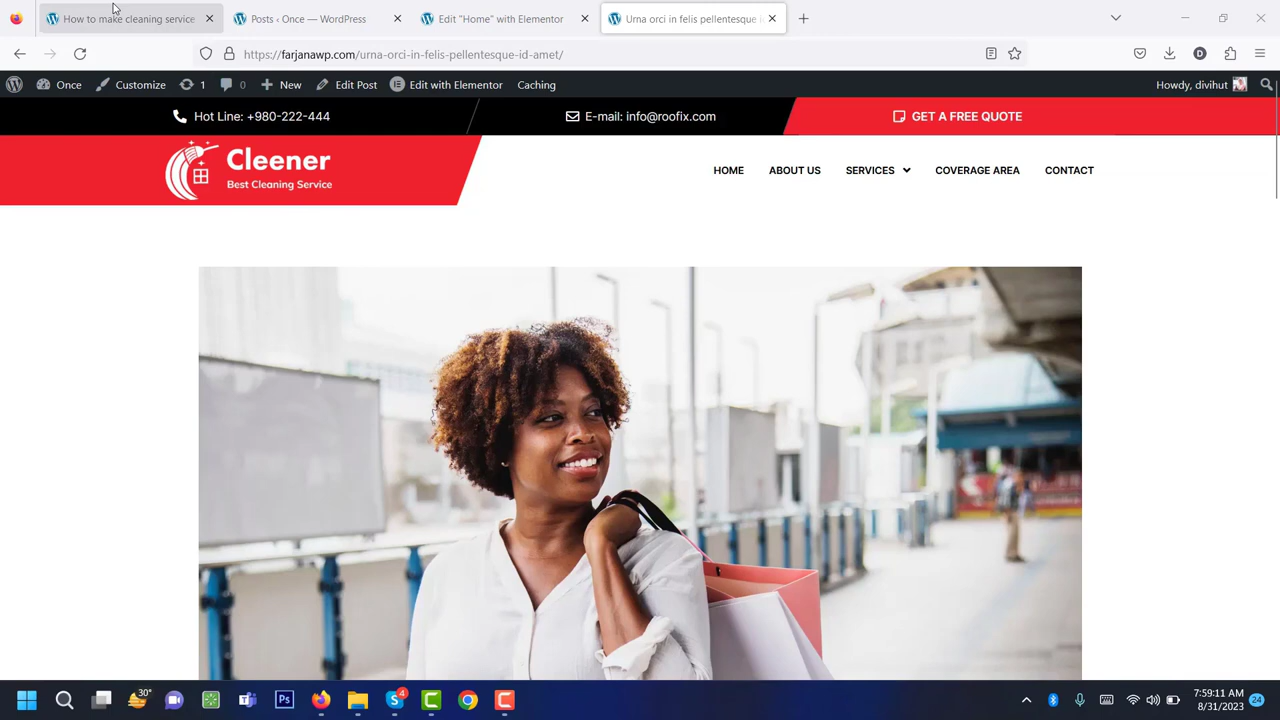 How to make cleaning service
Posts ‹ Once — WordPress
Edit "Home" with Elementor
Urna orci in felis pellentesque i
https://farjanawp.com/urna-orci-in-felis-pellentesque-id-amet/
D
Once
Customize
1
0
New
Edit Post
Edit with Elementor
Caching
Howdy, divihut
Hot Line: +980-222-444
E-mail: info@roofix.com
GET A FREE QUOTE
Cleener
Best Cleaning Service
HOME
ABOUT US
SERVICES
COVERAGE AREA
CONTACT
30°
Ps
4
7:59:11 AM
8/31/2023
24